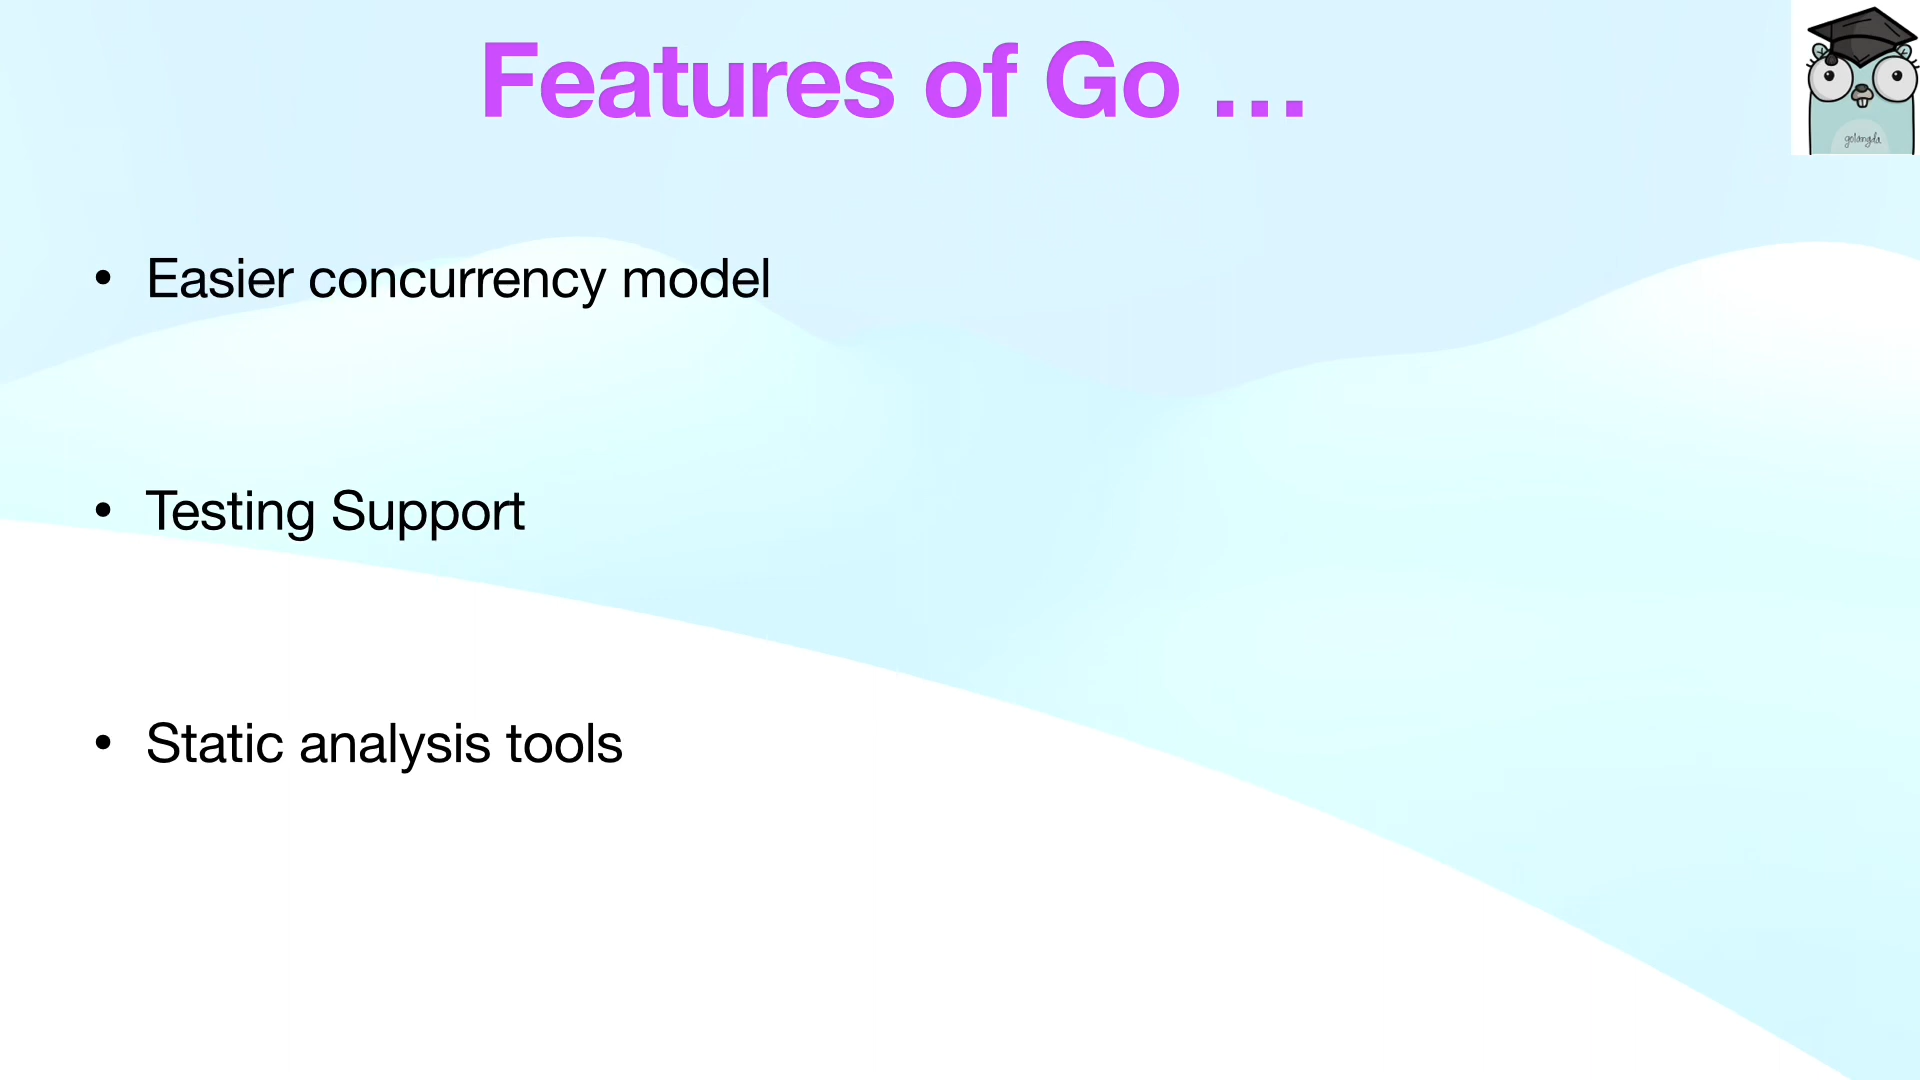 Features of Go …
• Easier concurrency model
• Testing Support
• Static analysis tools